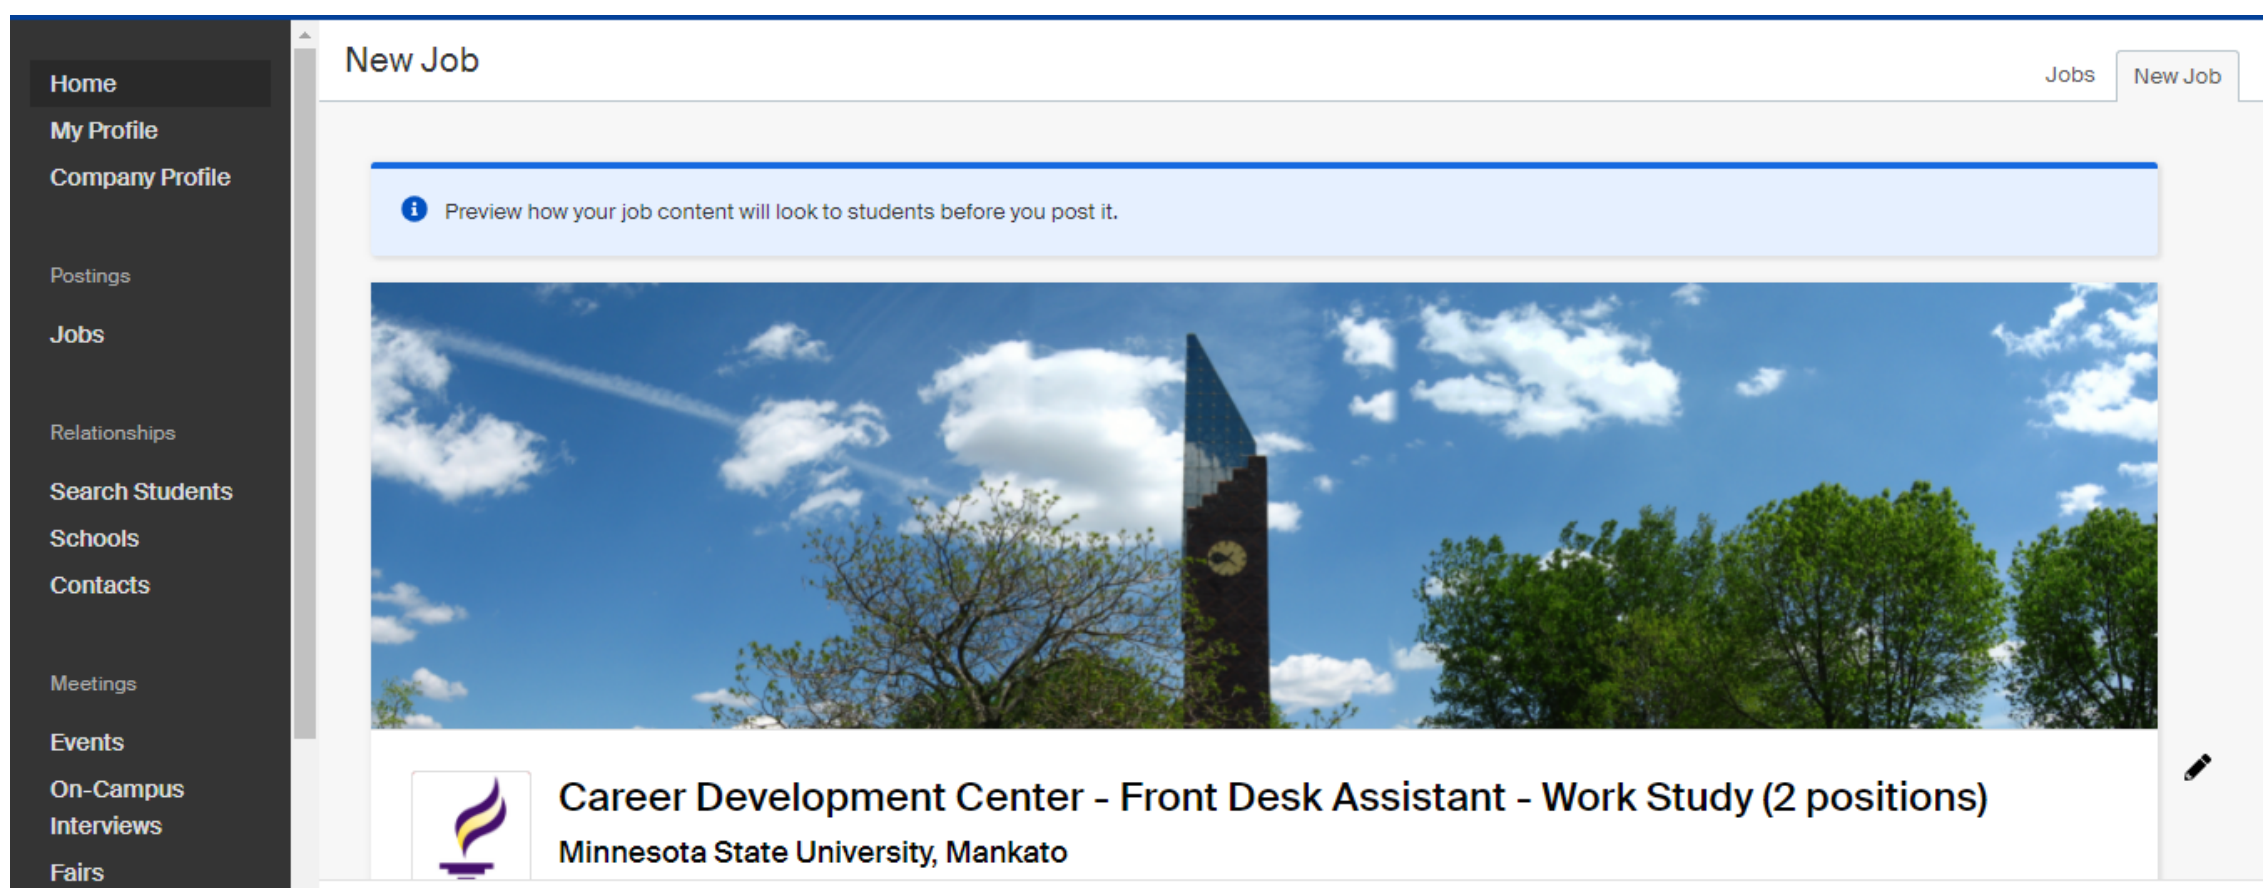 Home
My Profile
Company Profile
Postings
Jobs
Relationships
Search Students
Schools
Contacts
Meetings
Events
On-Campus
Interviews
Fairs
New Job
Jobs
New Job
Preview how your job content will look to students before you post it.
Career Development Center - Front Desk Assistant - Work Study (2 positions)
Minnesota State University, Mankato